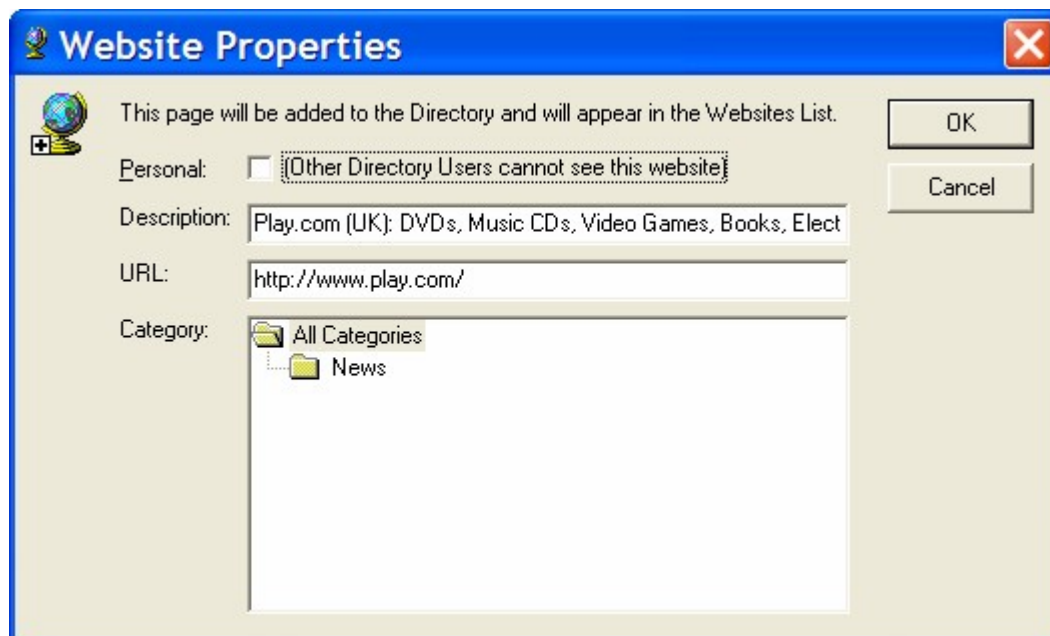 Website Properties
This page will be added to the Directory and will appear in the Websites List.
OK
Personal: (Other Directory Users cannot see this website)
Cancel
Description: Play.com (UK): DVDs, Music CDs, Video Games, Books, Elect
URL: http://www.play.com/
Category: All Categories
News